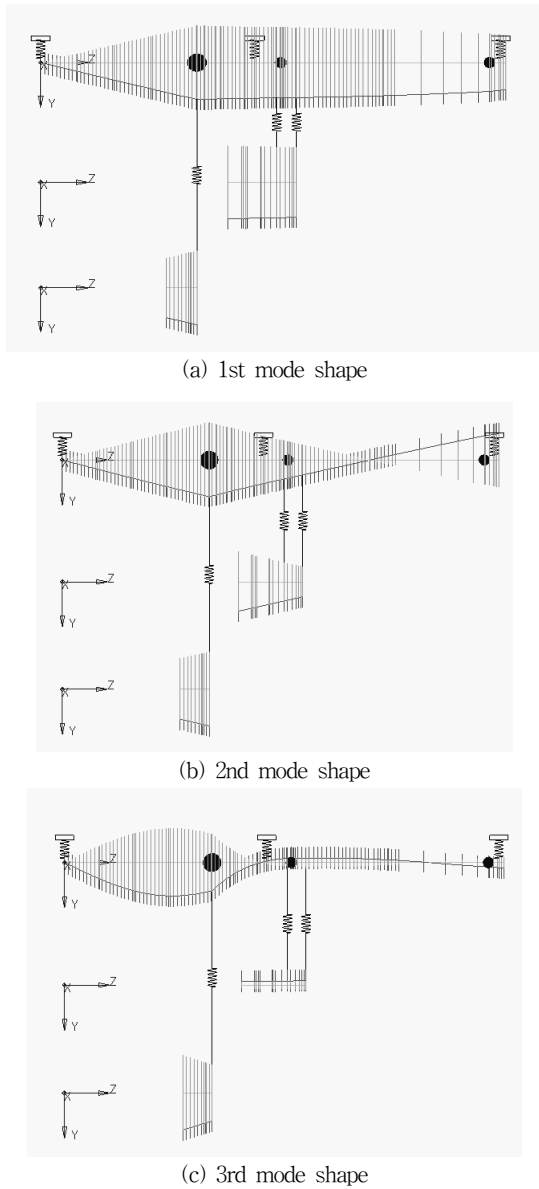 X Z
Y
X Z
Y
X Z
Y
(a) 1st mode shape
X Z
Y
X Z
Y
X Z
Y
(b) 2nd mode shape
X Z
Y
X Z
Y
X Z
Y
(c) 3rd mode shape